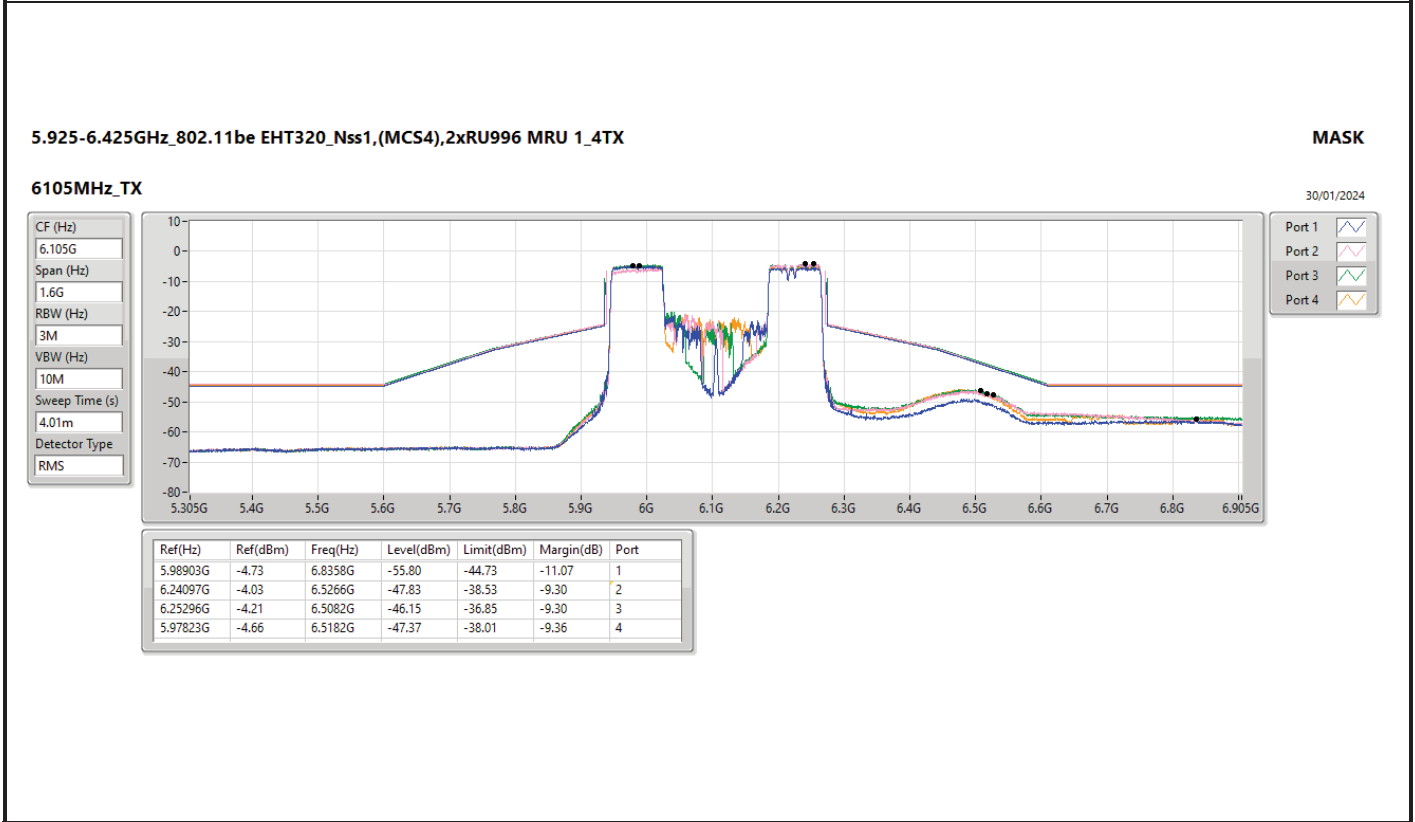 5.925-6.425GHz_802.11be EHT320_Nss1,(MCS4),2xRU996 MRU 1_4TX
MASK
6105MHz_TX
30/01/2024
CF (Hz)
6.105G
Span (Hz)
1.6G
RBW (Hz)
3M
VBW (Hz)
10M
Sweep Time (s)
4.01m
Detector Type
RMS
10-
0-
-10-
-20-
-30-
-40-
-50-
-60-
-70-
-80-
5.305G 5.4G 5.5G 5.6G 5.7G 5.8G 5.9G 6G 6.1G 6.2G 6.3G 6.4G 6.5G 6.6G 6.7G 6.8G 6.905G
Port 1
Port 2
Port 3
Port 4
Ref(Hz) Ref(dBm) Freq(Hz) Level(dBm) Limit(dBm) Margin(dB) Port
5.98903G -4.73 6.8358G -55.80 -44.73 -11.07 1
6.24097G -4.03 6.5266G -47.83 -38.53 -9.30 2
6.25296G -4.21 6.5082G -46.15 -36.85 -9.30 3
5.97823G -4.66 6.5182G -47.37 -38.01 -9.36 4